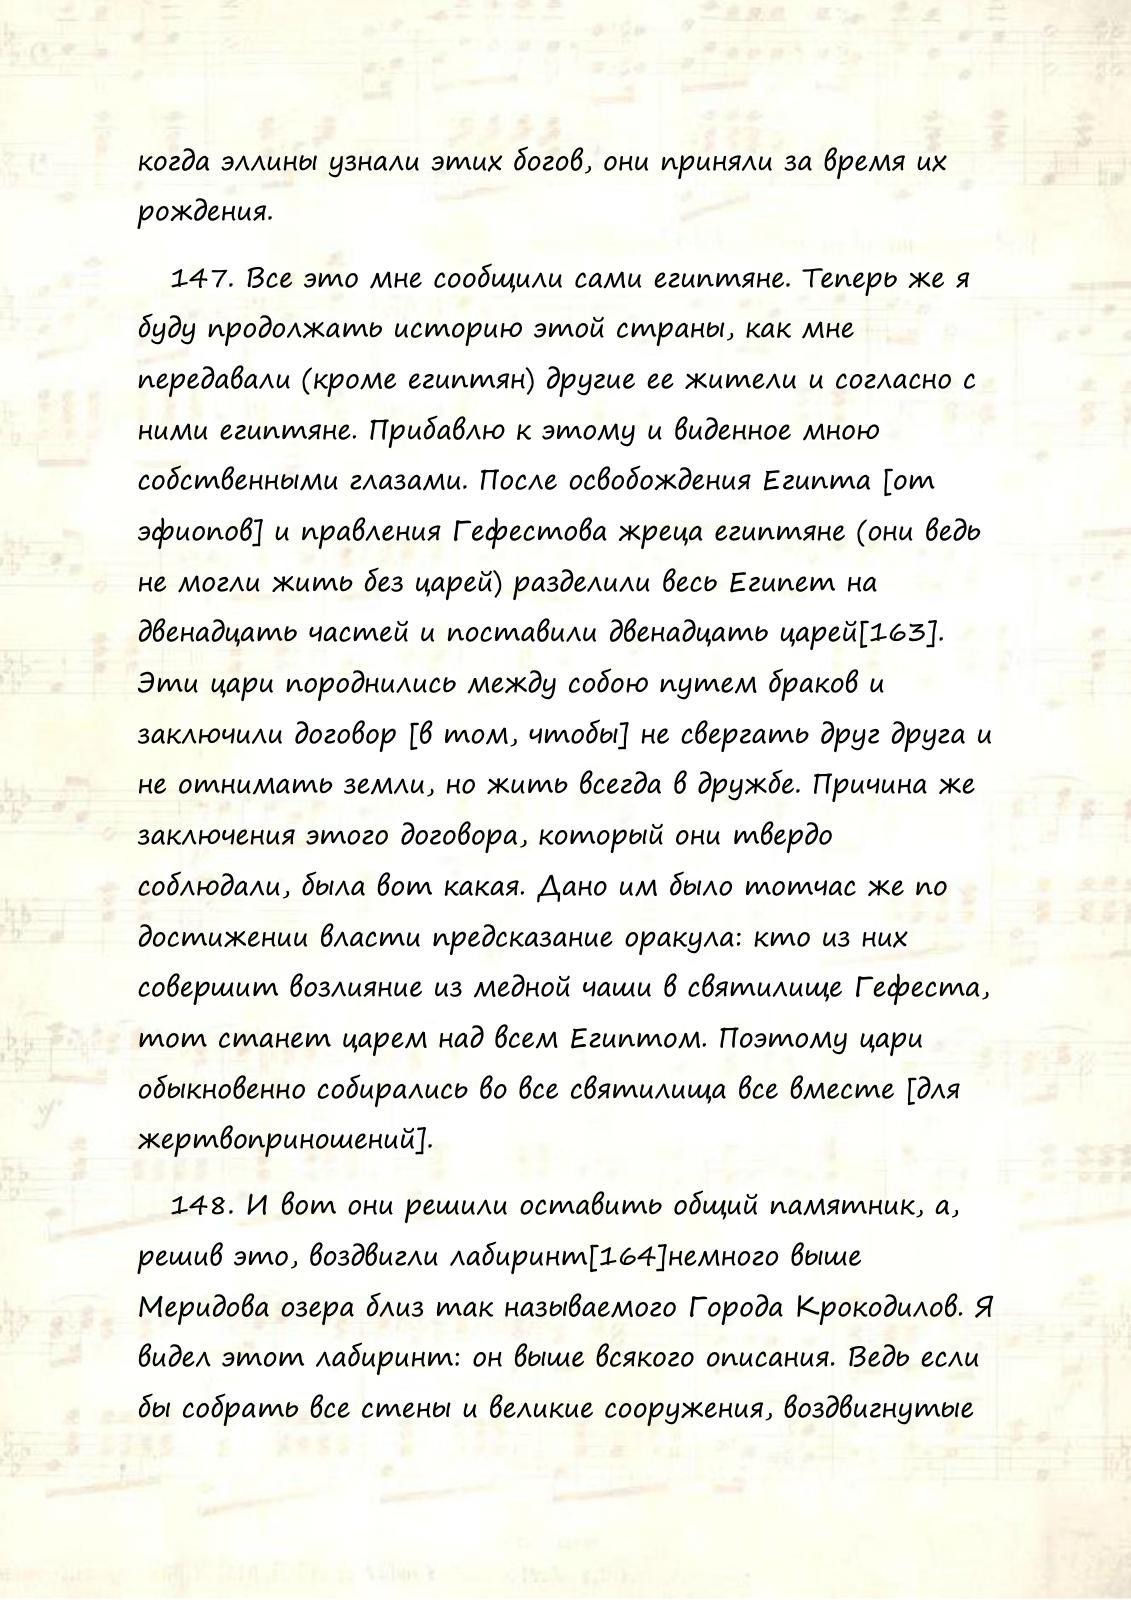 когда эллины узнали этих богов, они приняли за время их
рождения.
147. Все это мне сообщили сами египтяне. Теперь же я
буду продолжать историю этой страны, как мне
передавали (кроме египтян) другие ее жители и согласно с
ними египтяне. Прибавлю к этому и виденное мною
собственными глазами. После освобождения Египта [от
эфиопов] и правления Гефестова жреца египтяне (они ведь
не могли жить без царей) разделили весь Египет на
двенадцать частей и поставили двенадцать царей[163].
Эти цари породнились между собою путем браков и
заключили договор [в том, чтобы] не свергать друг друга и
не отнимать земли, но жить всегда в дружбе. Причина же
заключения этого договора, который они твердо
соблюдали, была вот какая. Дано им было тотчас же по
достижении власти предсказание оракула: кто из них
совершит возлияние из медной чаши в святилище Гефеста,
тот станет царем над всем Египтом. Поэтому цари
обыкновенно собирались во все святилища все вместе [для
жертвоприношений].
148. И вот они решили оставить общий памятник, а,
решив это, воздвигли лабиринт[164]немного выше
Меридова озера близ так называемого Города Крокодилов. Я
видел этот лабиринт: он выше всякого описания. Ведь если
бы собрать все стены и великие сооружения, воздвигнутые